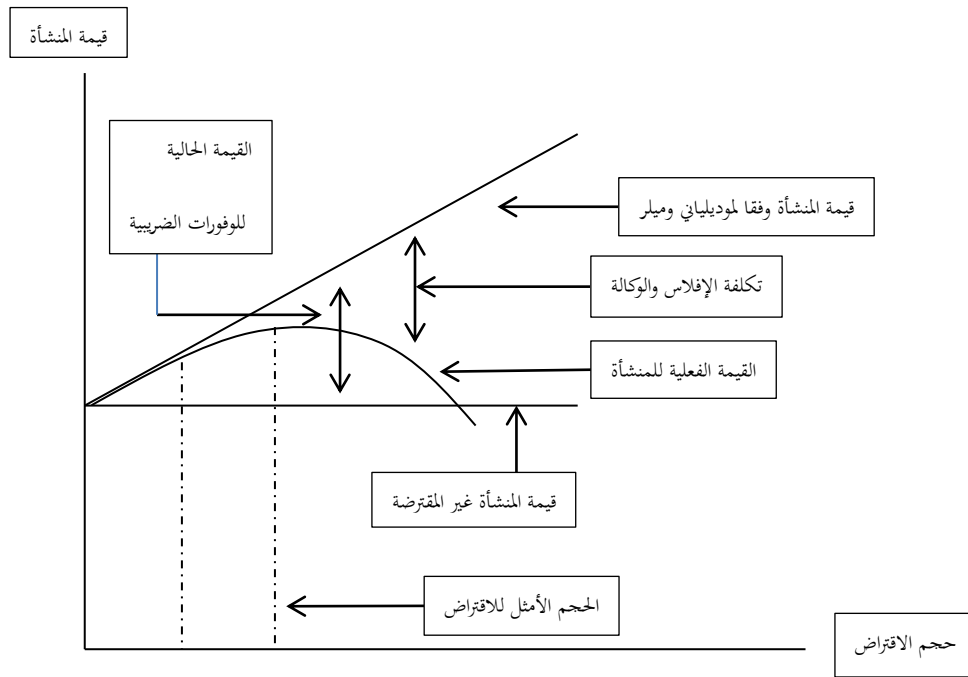 قيمة المنشأة
القيمة الحالية
للوفورات الضريبية
قيمة المنشأة وفقا لموديلياني وميلر
تكلفة الإفلاس والوكالة
القيمة الفعلية للمنشأة
قيمة المنشأة غير المقترضة
الحجم الأمثل للاقتراض
حجم الاقتراض